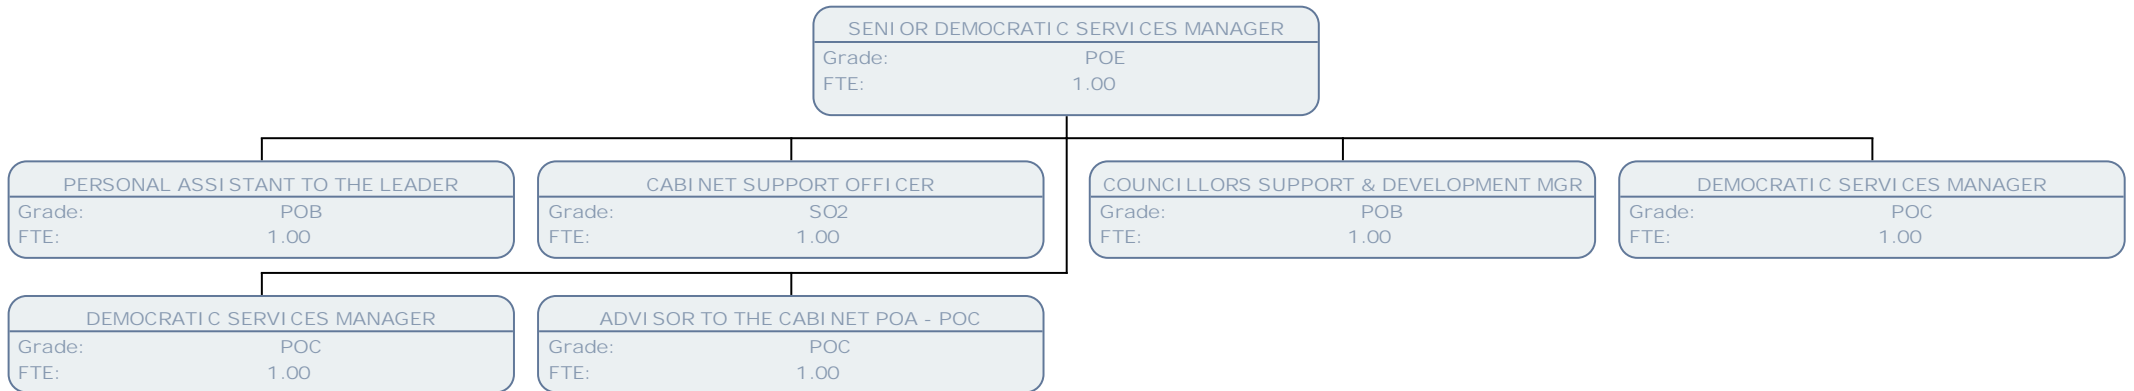 SENIOR DEMOCRATIC SERVICES MANAGER
Grade: POE
FTE: 1.00
PERSONAL ASSISTANT TO THE LEADER
Grade: POB
FTE: 1.00
CABINET SUPPORT OFFICER
Grade: SO2
FTE: 1.00
COUNCILLORS SUPPORT & DEVELOPMENT MGR
Grade: POB
FTE: 1.00
DEMOCRATIC SERVICES MANAGER
Grade: POC
FTE: 1.00
DEMOCRATIC SERVICES MANAGER
Grade: POC
FTE: 1.00
ADVISOR TO THE CABINET POA - POC
Grade: POC
FTE: 1.00